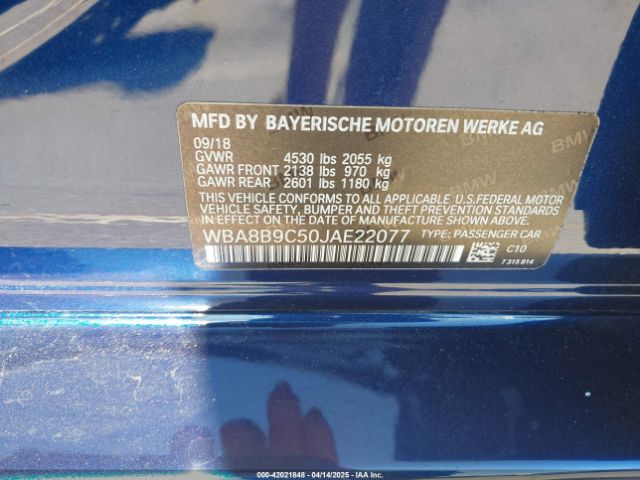 MFD BY BAYERISCHE MOTOREN WERKE AG
09/18
GVWR 4530 lbs 2055 kg
GAWR FRONT 2138 lbs 970 kg
GAWR REAR 2601 lbs 1180 kg
THIS VEHICLE CONFORMS TO ALL APPLICABLE U.S.FEDERAL MOTOR
VEHICLE SAFETY, BUMPER AND THEFT PREVENTION STANDARDS
IN EFFECT ON THE DATE OF MANUFACTURE SHOWN ABOVE.
WBA8B9C50JAE22077 TYPE: PASSENGER CAR
C10
7315814
000-42021848 - 04/14/2025 - IAA Inc.